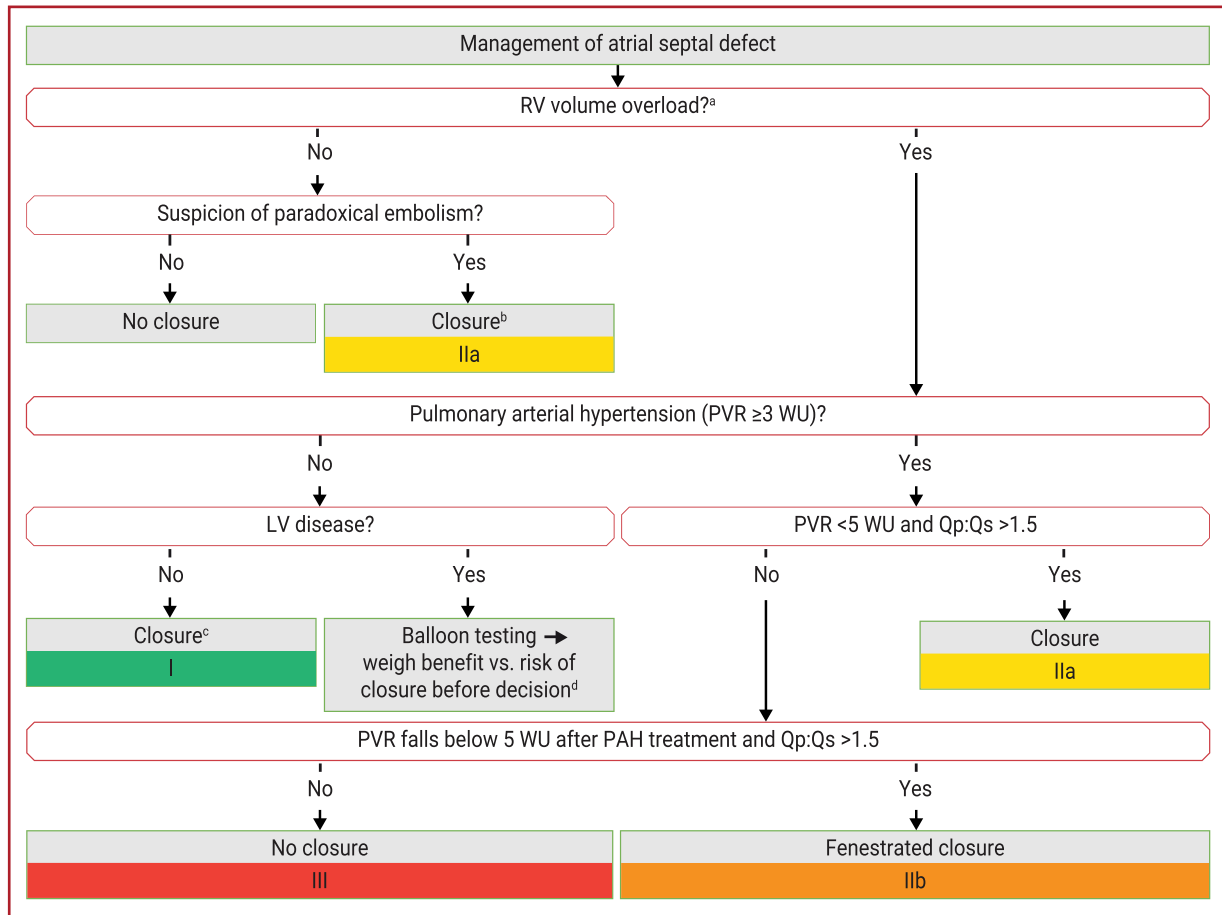 Management of atrial septal defect
RV volume overload?ᵃ
No
Yes
Suspicion of paradoxical embolism?
No
Yes
No closure
Closureᵇ
IIa
Pulmonary arterial hypertension (PVR ≥3 WU)?
No
Yes
LV disease?
PVR <5 WU and Qp:Qs >1.5
No
Yes
No
Yes
Closureᶜ
I
Balloon testing →
weigh benefit vs. risk of
closure before decisionᵈ
Closure
IIa
PVR falls below 5 WU after PAH treatment and Qp:Qs >1.5
No
Yes
No closure
III
Fenestrated closure
IIb